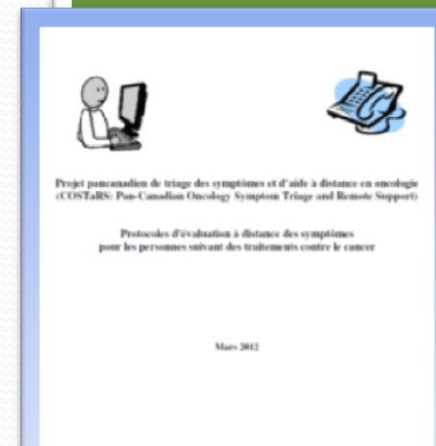 Projet pancanadien de triage des symptômes et d'aide à distance en oncologie
(COSTaRS: Pan-Canadian Oncology Symptom Triage and Remote Support)
Protocoles d'évaluation à distance des symptômes
pour les personnes suivant des traitements contre le cancer
Mars 2012